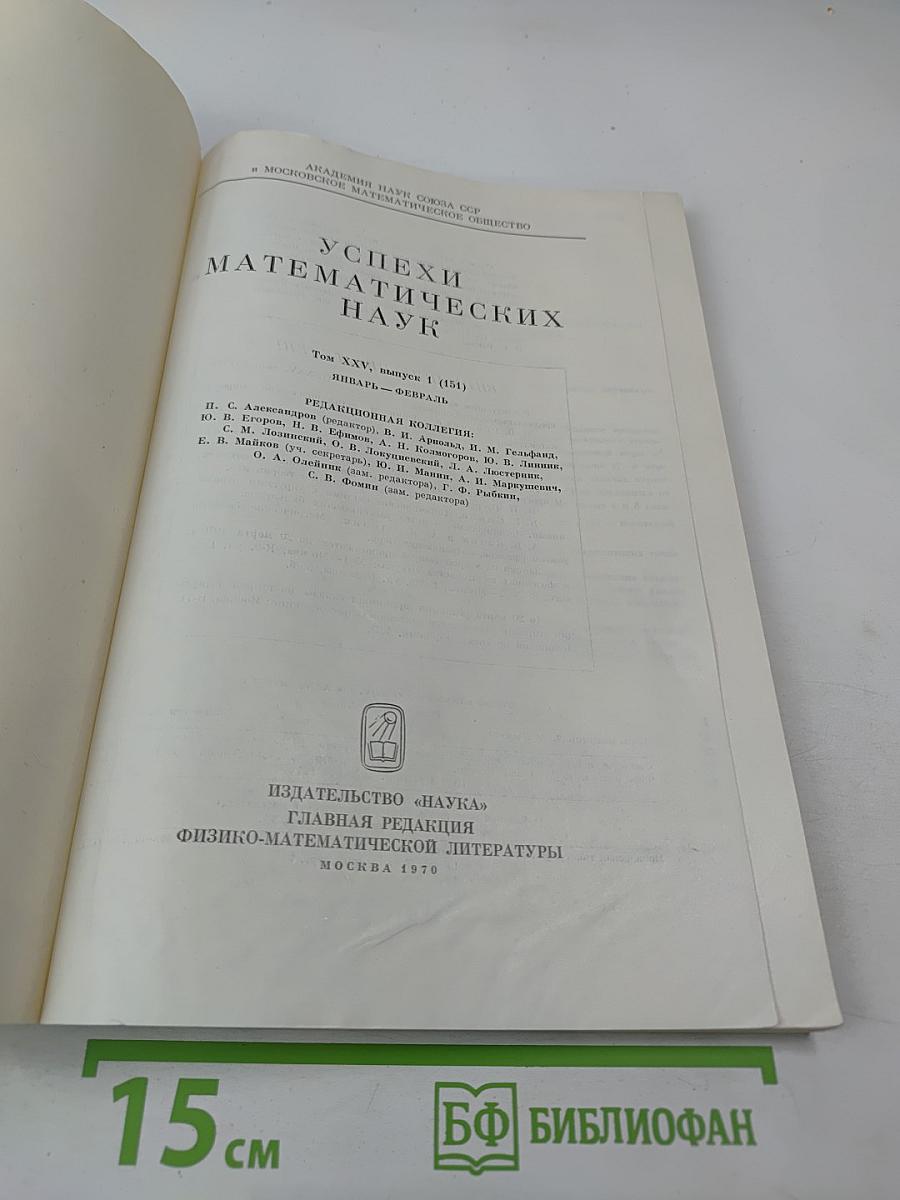 АКАДЕМИЯ НАУК СОЮЗА ССР
и МОСКОВСКОЕ МАТЕМАТИЧЕСКОЕ ОБЩЕСТВО
УСПЕХИ
МАТЕМАТИЧЕСКИХ
НАУК
Том XXV, выпуск 1 (151)
ЯНВАРЬ — ФЕВРАЛЬ
РЕДАКЦИОННАЯ КОЛЛЕГИЯ:
П. С. Александров (редактор), В. И. Арнольд, И. М. Гельфанд,
Ю. В. Егоров, Н. В. Ефимов, А. Н. Колмогоров, Ю. В. Линник,
С. М. Лозинский, О. В. Локуциевский, Л. А. Люстерник,
Е. В. Майков (уч. секретарь), Ю. И. Манин, А. И. Маркушевич,
О. А. Олейник (зам. редактора), Г. Ф. Рыбкин,
С. В. Фомин (зам. редактора)
ИЗДАТЕЛЬСТВО «НАУКА»
ГЛАВНАЯ РЕДАКЦИЯ
ФИЗИКО-МАТЕМАТИЧЕСКОЙ ЛИТЕРАТУРЫ
МОСКВА 1970
15 см
БФ БИБЛИОФАН